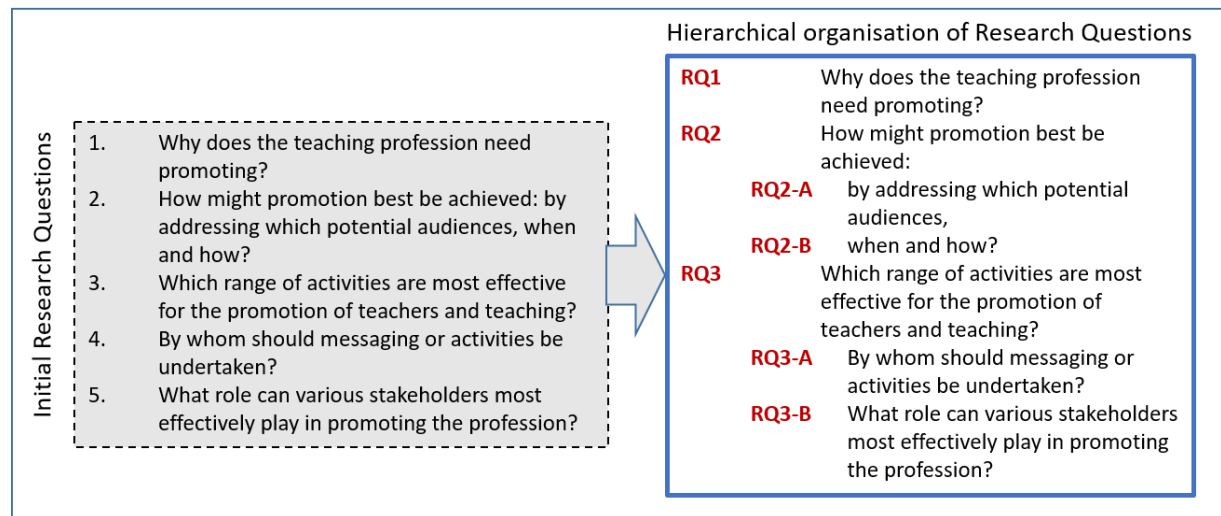 Initial Research Questions
1. Why does the teaching profession need
promoting?
2. How might promotion best be achieved: by
addressing which potential audiences, when
and how?
3. Which range of activities are most effective
for the promotion of teachers and teaching?
4. By whom should messaging or activities be
undertaken?
5. What role can various stakeholders most
effectively play in promoting the profession?
Hierarchical organisation of Research Questions
RQ1 Why does the teaching profession
need promoting?
RQ2 How might promotion best be
achieved:
RQ2-A by addressing which potential
audiences,
RQ2-B when and how?
RQ3 Which range of activities are most
effective for the promotion of
teachers and teaching?
RQ3-A By whom should messaging or
activities be undertaken?
RQ3-B What role can various stakeholders
most effectively play in promoting
the profession?